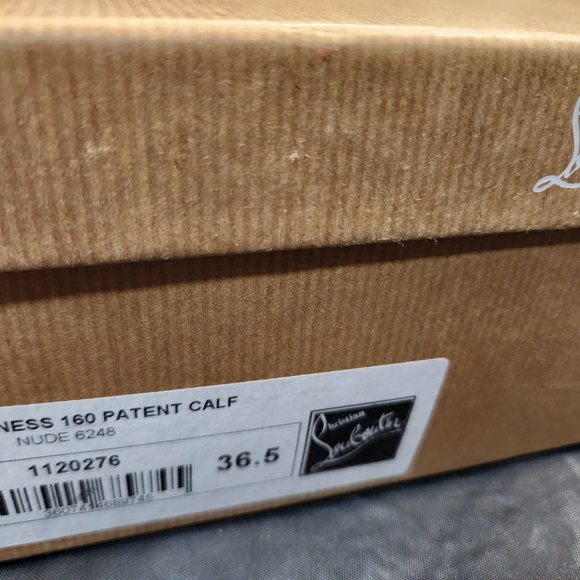 NESS 160 PATENT CALF
NUDE 6248
1120276
36.5
Christian
Louboutin